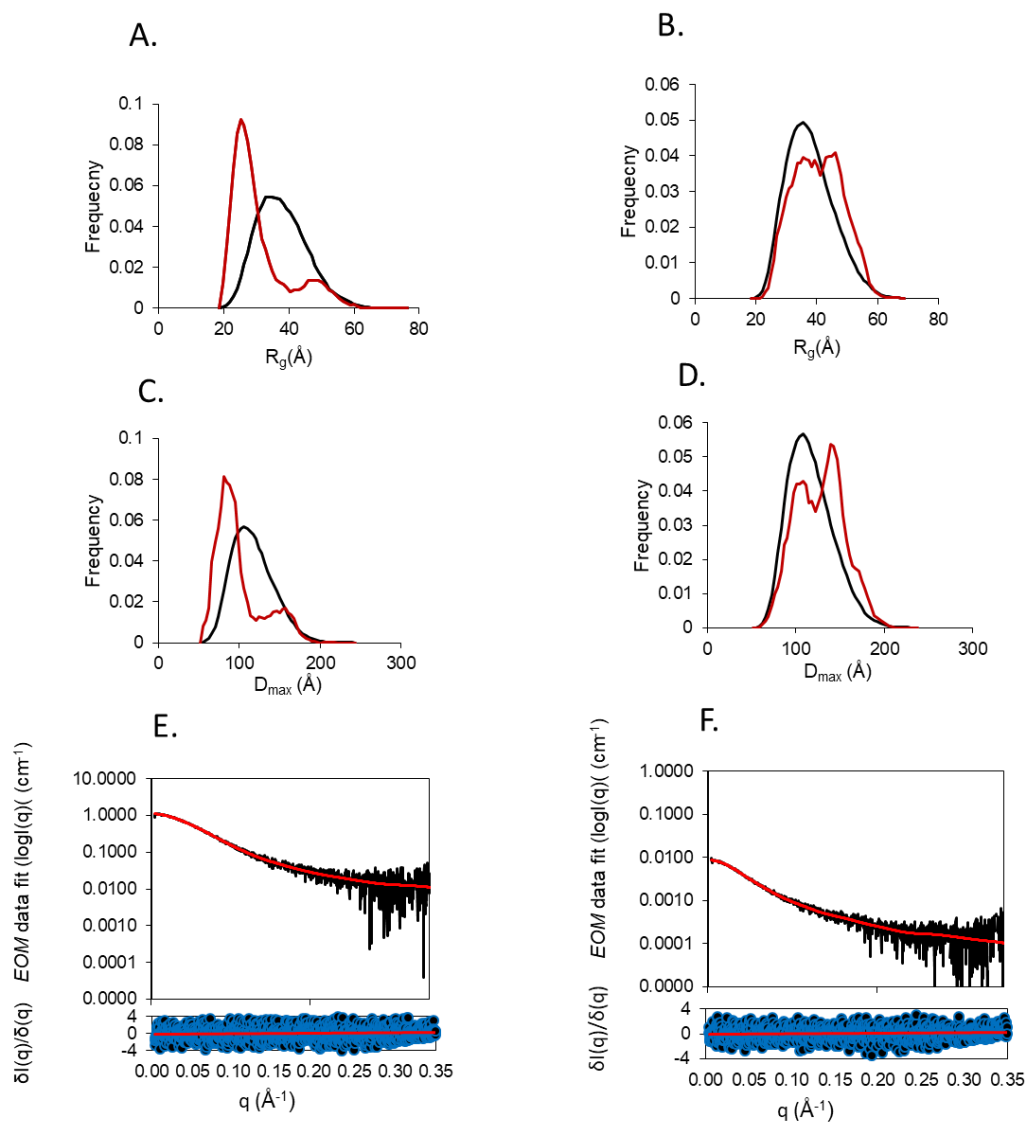 A.
0.1
0.08
0.06
0.04
0.02
0
Frequecny
0 20 40 60 80
Rg(Å)
B.
0.06
0.05
0.04
0.03
0.02
0.01
0.00
Frequency
0 20 40 60 80
Rg(Å)
C.
0.1
0.08
0.06
0.04
0.02
0
Frequency
0 100 200 300
Dmax (Å)
D.
0.06
0.05
0.04
0.03
0.02
0.01
0.00
Frequency
0 100 200 300
Dmax (Å)
E.
EOM data fit (logI(q)( (cm-1)
10.0000
1.0000
0.1000
0.0100
0.0010
0.0001
0.0000
δI(q)/δ(q)
4
0
-4
0.00 0.05 0.10 0.15 0.20 0.25 0.30 0.35
q (Å-1)
F.
EOM data fit (logI(q)( (cm-1)
1.0000
0.1000
0.0100
0.0010
0.0001
0.0000
δI(q)/δ(q)
4
0
-4
0.00 0.05 0.10 0.15 0.20 0.25 0.30 0.35
q (Å-1)